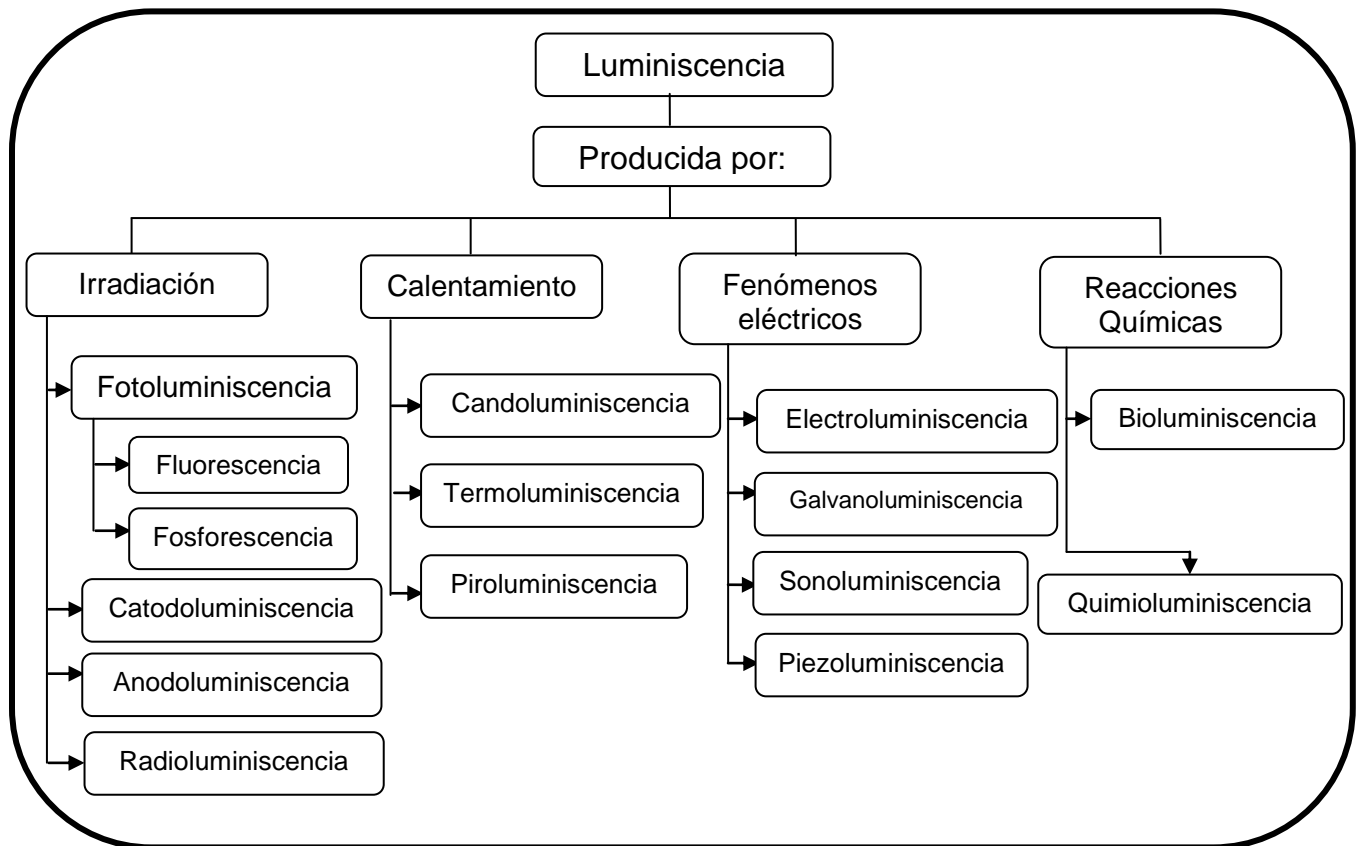 Luminiscencia
Producida por:
Irradiación
Fotoluminiscencia
Fluorescencia
Fosforescencia
Catodoluminiscencia
Anodoluminiscencia
Radioluminiscencia
Calentamiento
Candoluminiscencia
Termoluminiscencia
Piroluminiscencia
Fenómenos
eléctricos
Electroluminiscencia
Galvanoluminiscencia
Sonoluminiscencia
Piezoluminiscencia
Reacciones
Químicas
Bioluminiscencia
Quimioluminiscencia